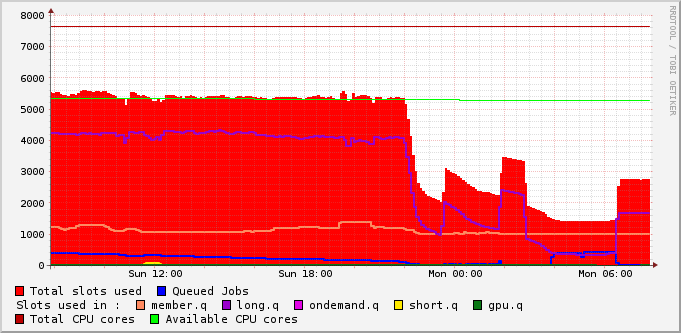 8000
7000
6000
5000
4000
3000
2000
1000
0
Sun 12:00 Sun 18:00 Mon 00:00 Mon 06:00
RRDTOOL / TOBI OETIKER
Total slots used Queued Jobs
Slots used in : member.q long.q ondemand.q short.q gpu.q
Total CPU cores Available CPU cores